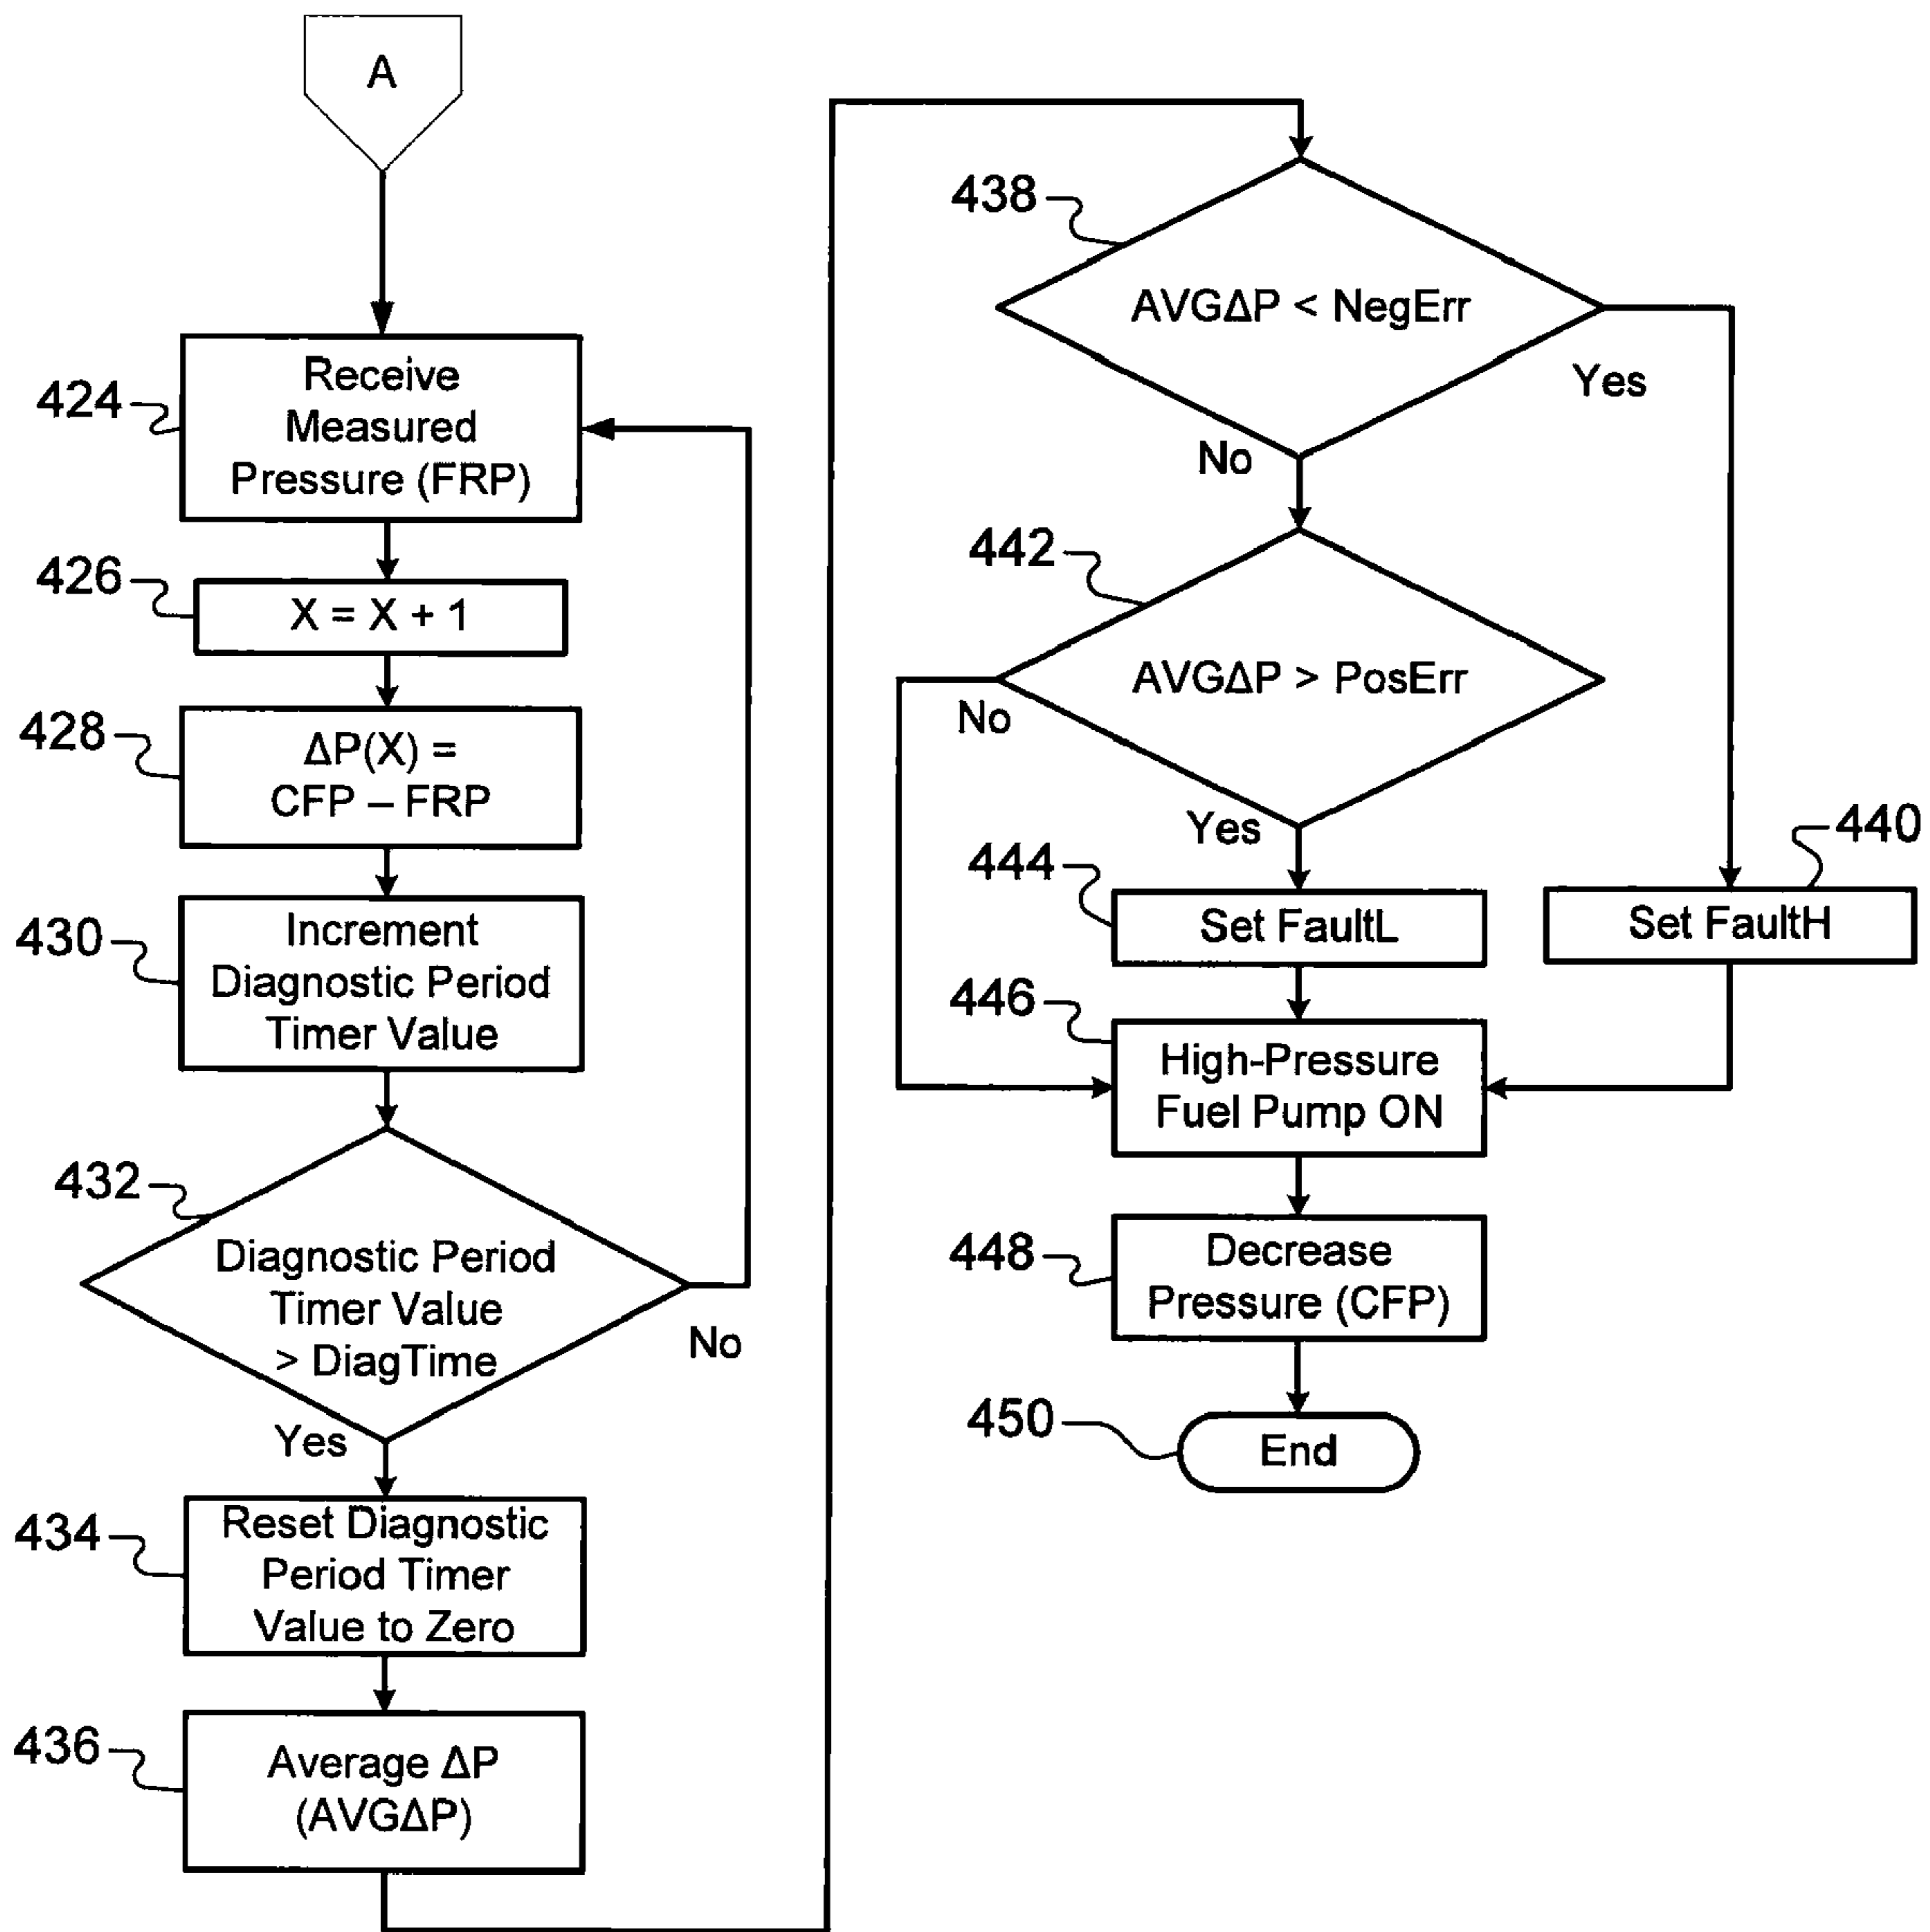 A
424
Receive
Measured
Pressure (FRP)
426
X = X + 1
428
ΔP(X) =
CFP – FRP
430
Increment
Diagnostic Period
Timer Value
432
Diagnostic Period
Timer Value
> DiagTime
No
Yes
434
Reset Diagnostic
Period Timer
Value to Zero
436
Average ΔP
(AVGΔP)
438
AVGΔP < NegErr
Yes
No
442
AVGΔP > PosErr
No
Yes
440
Set FaultH
444
Set FaultL
446
High-Pressure
Fuel Pump ON
448
Decrease
Pressure (CFP)
450
End